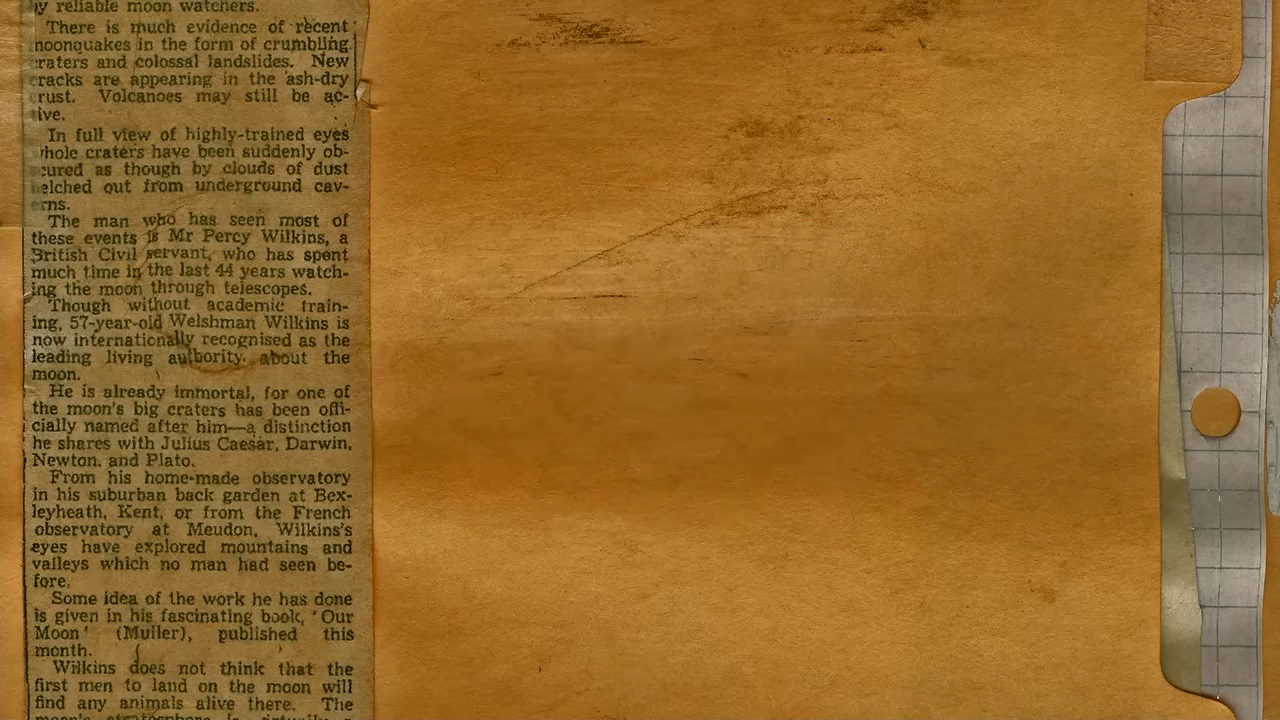 ly reliable moon watchers.
There is much evidence of recent
moonquakes in the form of crumbling
craters and colossal landslides. New
cracks are appearing in the ash-dry
crust. Volcanoes may still be ac-
tive.
In full view of highly-trained eyes
whole craters have been suddenly ob-
scured as though by clouds of dust
belched out from underground cav-
erns.
The man who has seen most of
these events is Mr Percy Wilkins, a
British Civil servant, who has spent
much time in the last 44 years watch-
ing the moon through telescopes.
Though without academic train-
ing, 57-year-old Welshman Wilkins is
now internationally recognised as the
leading living authority about the
moon.
He is already immortal, for one of
the moon's big craters has been offi-
cially named after him—a distinction
he shares with Julius Caesar, Darwin,
Newton, and Plato.
From his home-made observatory
in his suburban back garden at Bex-
leyheath, Kent, or from the French
observatory at Meudon, Wilkins's
eyes have explored mountains and
valleys which no man had seen be-
fore.
Some idea of the work he has done
is given in his fascinating book, 'Our
Moon' (Muller), published this
month.
Wilkins does not think that the
first men to land on the moon will
find any animals alive there. The
moon's stratosphere is virtually a